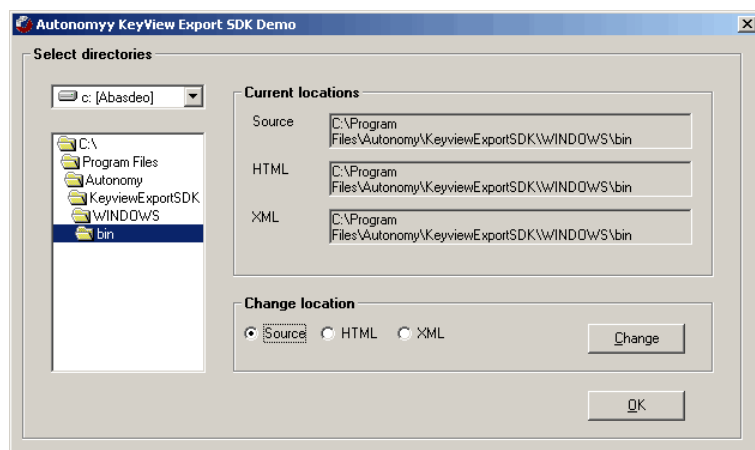 Autonomyy KeyView Export SDK Demo
Select directories
c: [Abasdeo]
C:\
Program Files
Autonomy
KeyviewExportSDK
WINDOWS
bin
Current locations
Source
C:\Program
Files\Autonomy\KeyviewExportSDK\WINDOWS\bin
HTML
C:\Program
Files\Autonomy\KeyviewExportSDK\WINDOWS\bin
XML
C:\Program
Files\Autonomy\KeyviewExportSDK\WINDOWS\bin
Change location
Source HTML XML
Change
OK